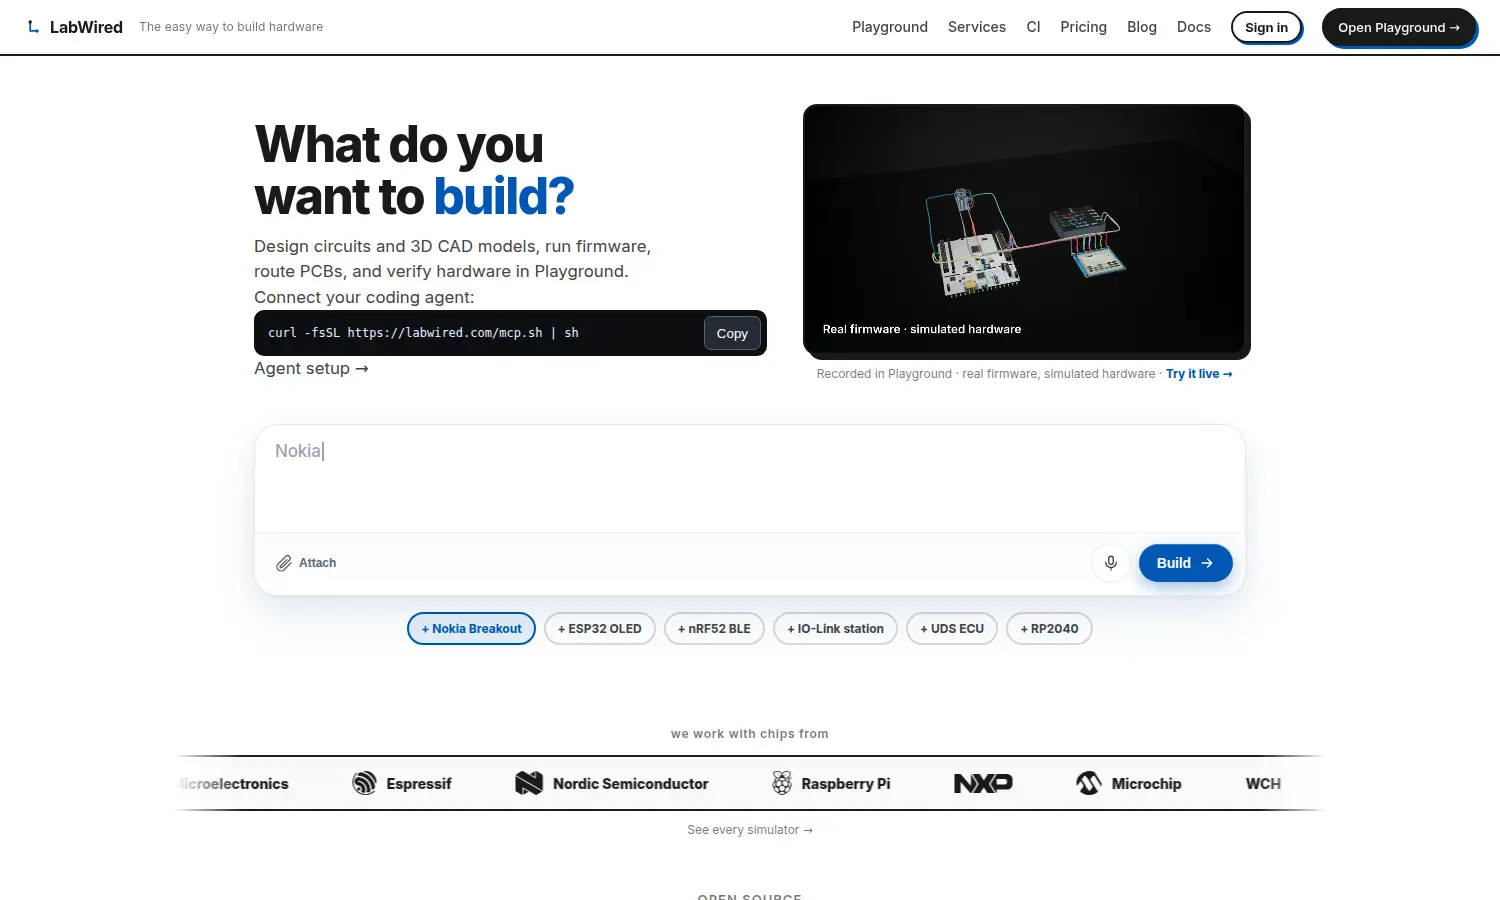 LabWired
The easy way to build hardware
Playground
Services
CI
Pricing
Blog
Docs
Sign in
Open Playground →
What do you
want to build?
Design circuits and 3D CAD models, run firmware,
route PCBs, and verify hardware in Playground.
Connect your coding agent:
curl -fsSL https://labwired.com/mcp.sh | sh
Copy
Agent setup →
Real firmware · simulated hardware
Recorded in Playground · real firmware, simulated hardware · Try it live →
Nokia
Attach
Build →
+ Nokia Breakout
+ ESP32 OLED
+ nRF52 BLE
+ IO-Link station
+ UDS ECU
+ RP2040
we work with chips from
icroelectronics
Espressif
Nordic Semiconductor
Raspberry Pi
NXP
Microchip
WCH
See every simulator →
OPEN SOURCE